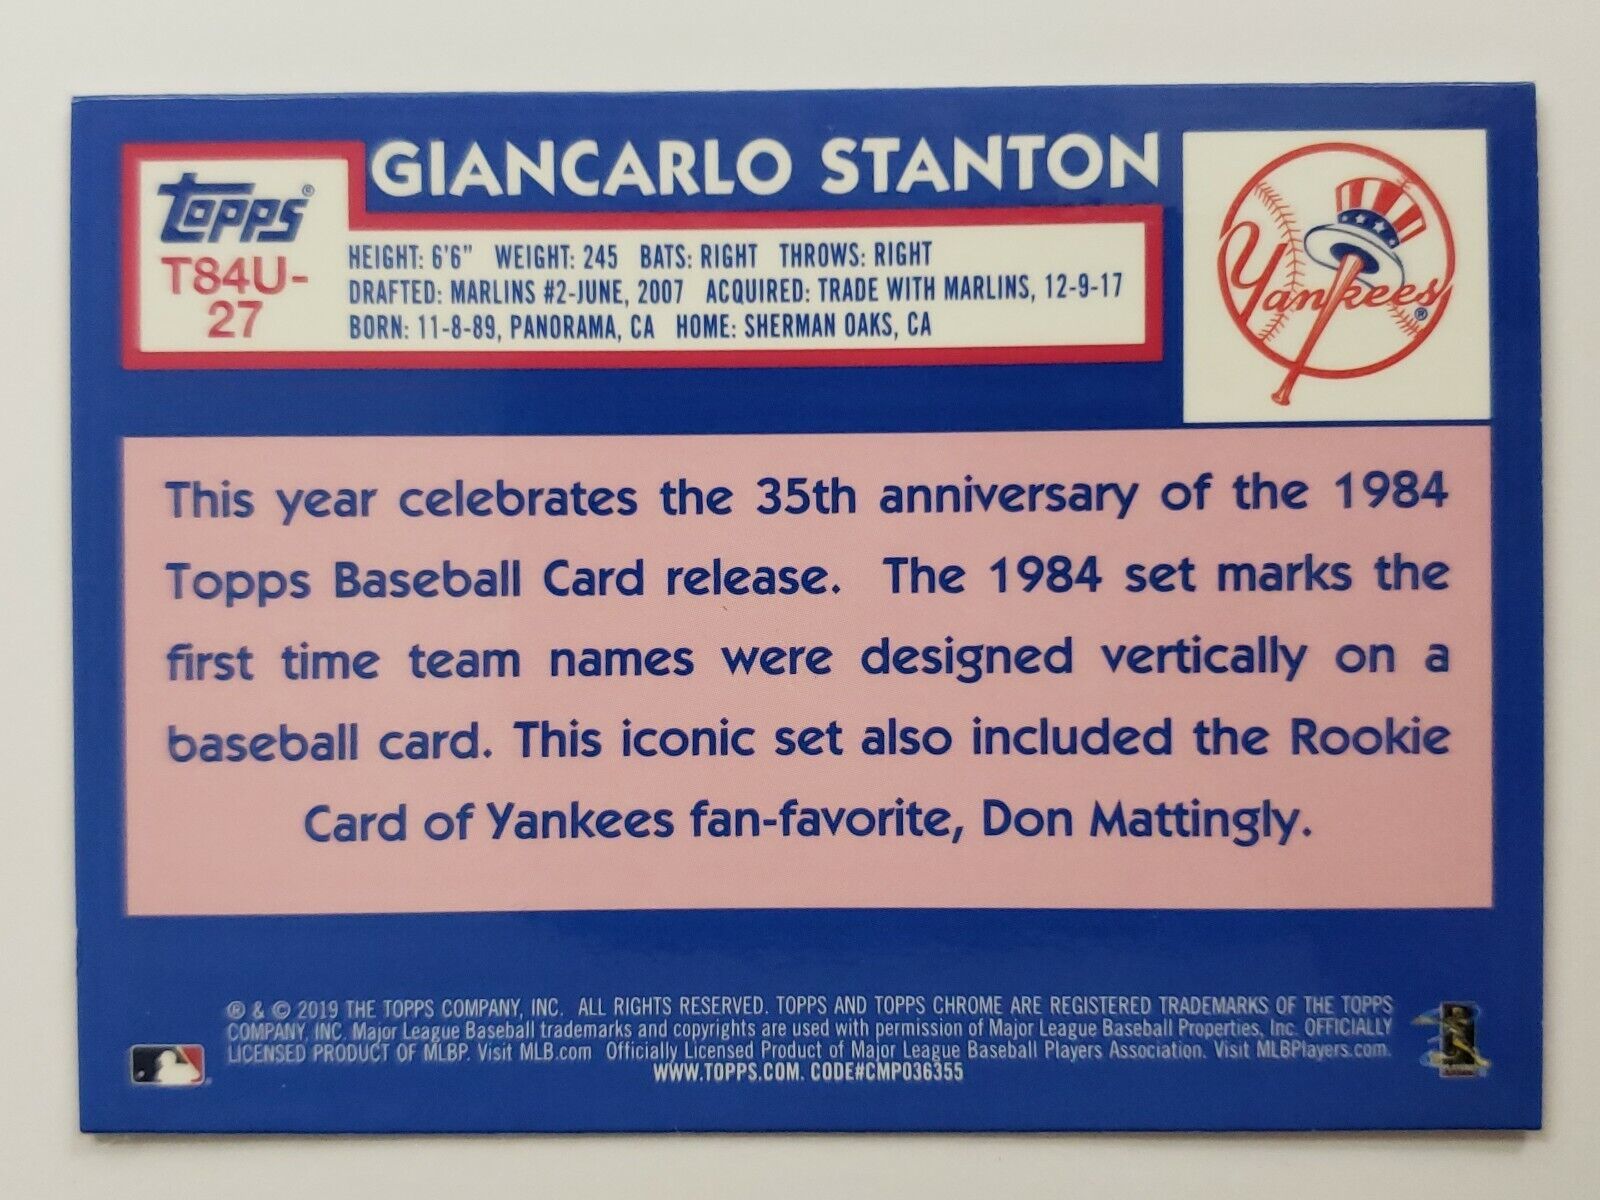 GIANCARLO STANTON
Topps®
T84U-
27
HEIGHT: 6'6" WEIGHT: 245 BATS: RIGHT THROWS: RIGHT
DRAFTED: MARLINS #2-JUNE, 2007 ACQUIRED: TRADE WITH MARLINS, 12-9-17
BORN: 11-8-89, PANORAMA, CA HOME: SHERMAN OAKS, CA
Yankees®
This year celebrates the 35th anniversary of the 1984
Topps Baseball Card release. The 1984 set marks the
first time team names were designed vertically on a
baseball card. This iconic set also included the Rookie
Card of Yankees fan-favorite, Don Mattingly.
® & © 2019 THE TOPPS COMPANY, INC. ALL RIGHTS RESERVED. TOPPS AND TOPPS CHROME ARE REGISTERED TRADEMARKS OF THE TOPPS
COMPANY, INC. Major League Baseball trademarks and copyrights are used with permission of Major League Baseball Properties, Inc. OFFICIALLY
LICENSED PRODUCT OF MLBP. Visit MLB.com Officially Licensed Product of Major League Baseball Players Association. Visit MLBPlayers.com.
WWW.TOPPS.COM. CODE#CMP036355